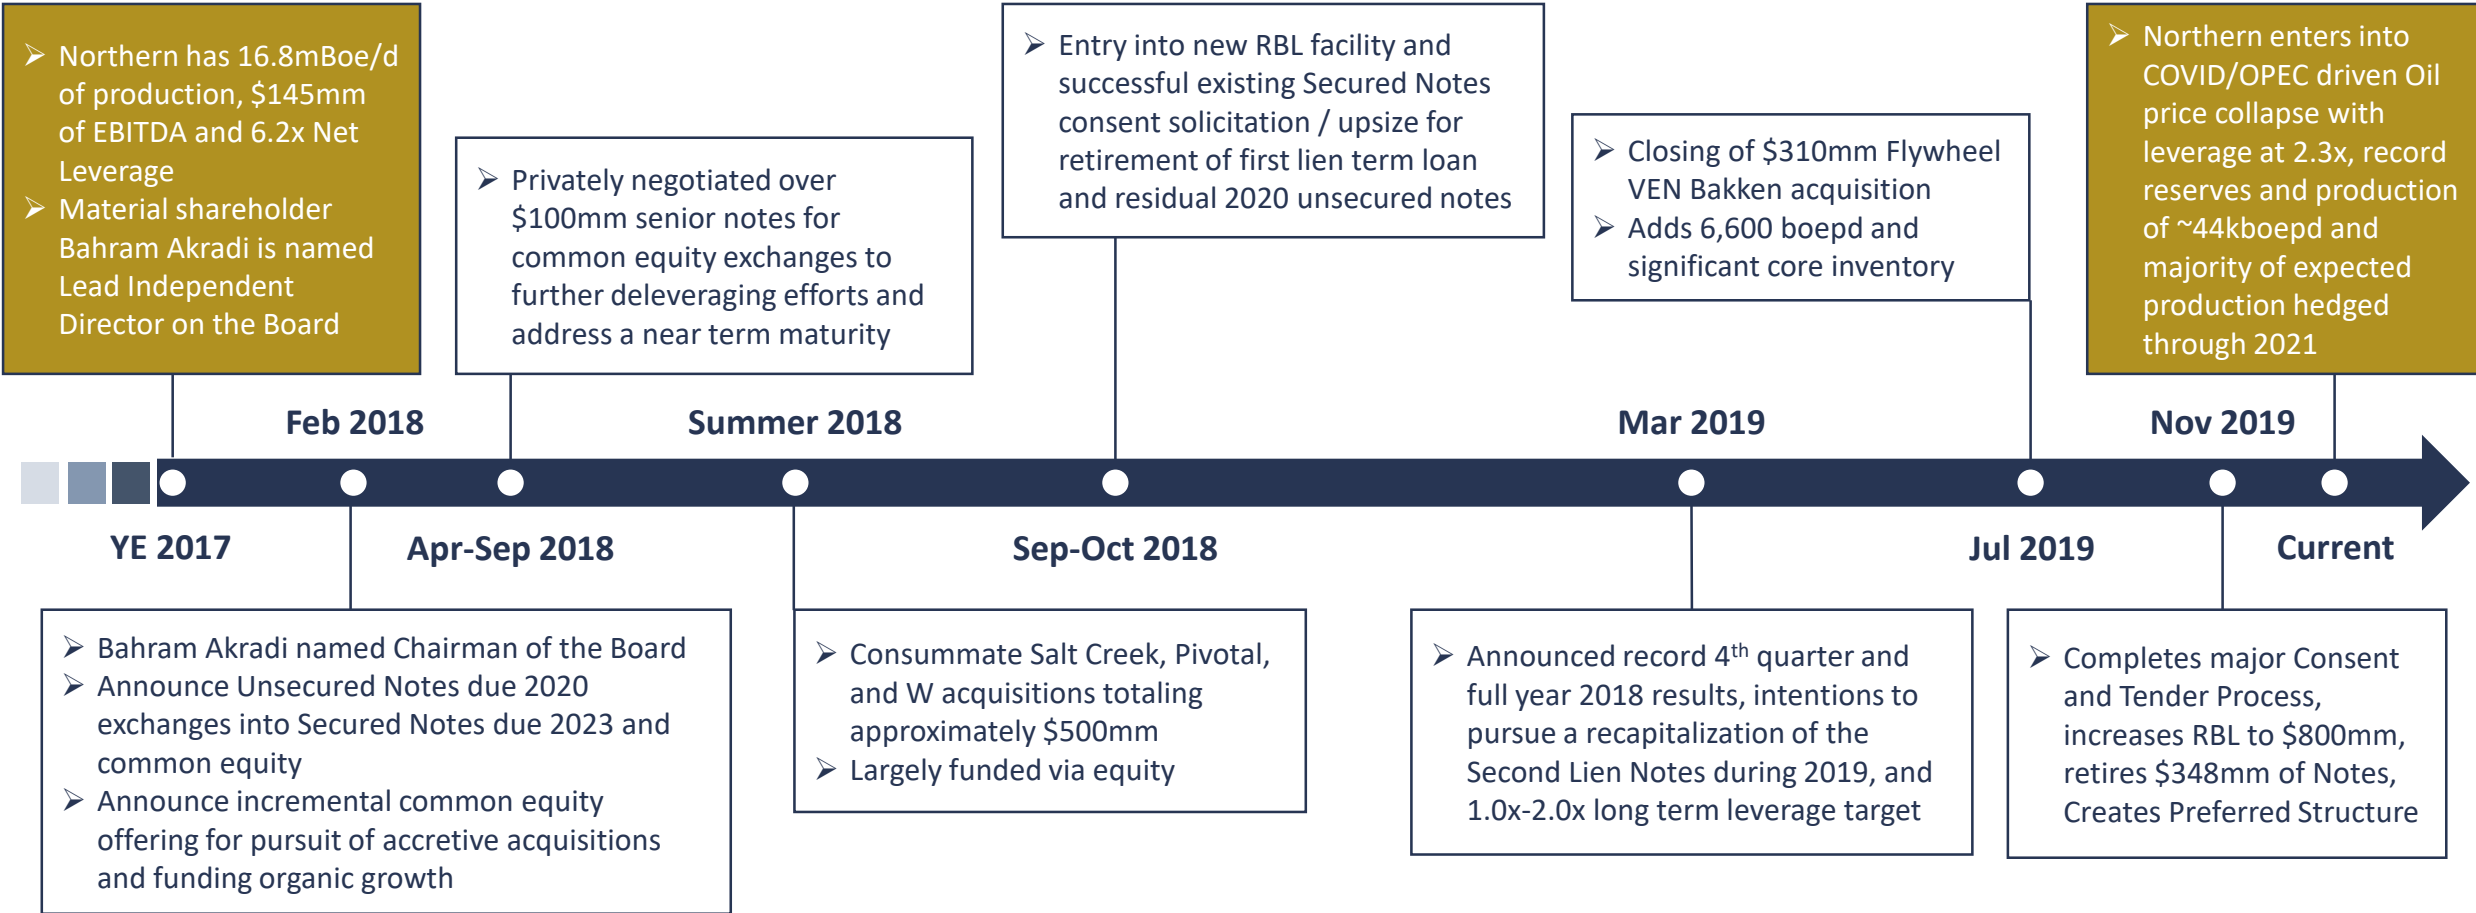 ➢ Northern has 16.8mBoe/d
of production, $145mm
of EBITDA and 6.2x Net
Leverage
➢ Material shareholder
Bahram Akradi is named
Lead Independent
Director on the Board
➢ Privately negotiated over
$100mm senior notes for
common equity exchanges to
further deleveraging efforts and
address a near term maturity
➢ Entry into new RBL facility and
successful existing Secured Notes
consent solicitation / upsize for
retirement of first lien term loan
and residual 2020 unsecured notes
➢ Closing of $310mm Flywheel
VEN Bakken acquisition
➢ Adds 6,600 boepd and
significant core inventory
➢ Northern enters into
COVID/OPEC driven Oil
price collapse with
leverage at 2.3x, record
reserves and production
of ~44kboepd and
majority of expected
production hedged
through 2021
Feb 2018
Summer 2018
Mar 2019
Nov 2019
YE 2017
Apr-Sep 2018
Sep-Oct 2018
Jul 2019
Current
➢ Bahram Akradi named Chairman of the Board
➢ Announce Unsecured Notes due 2020
exchanges into Secured Notes due 2023 and
common equity
➢ Announce incremental common equity
offering for pursuit of accretive acquisitions
and funding organic growth
➢ Consummate Salt Creek, Pivotal,
and W acquisitions totaling
approximately $500mm
➢ Largely funded via equity
➢ Announced record 4th quarter and
full year 2018 results, intentions to
pursue a recapitalization of the
Second Lien Notes during 2019, and
1.0x-2.0x long term leverage target
➢ Completes major Consent
and Tender Process,
increases RBL to $800mm,
retires $348mm of Notes,
Creates Preferred Structure